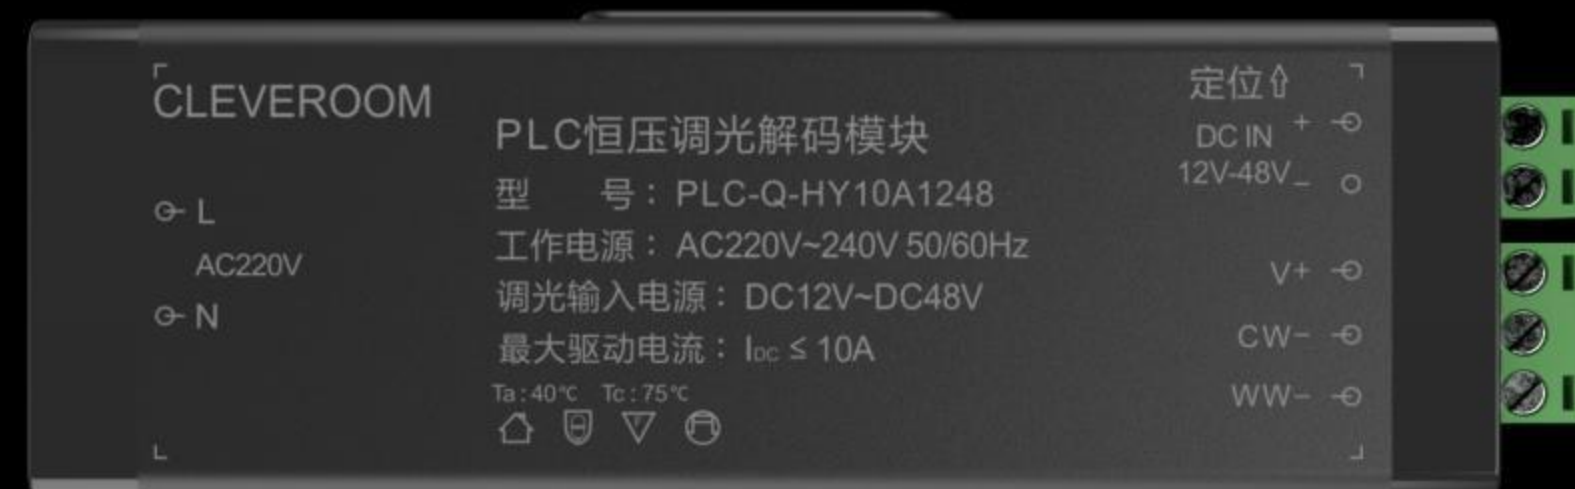 CLEVEROOM
L
AC220V
N
PLC恒压调光解码模块
型 号：PLC-Q-HY10A1248
工作电源：AC220V~240V 50/60Hz
调光输入电源：DC12V~DC48V
最大驱动电流：IDC ≤ 10A
Ta:40℃ Tc:75℃
定位⇧
DC IN +
12V-48V -
V+
CW-
WW-